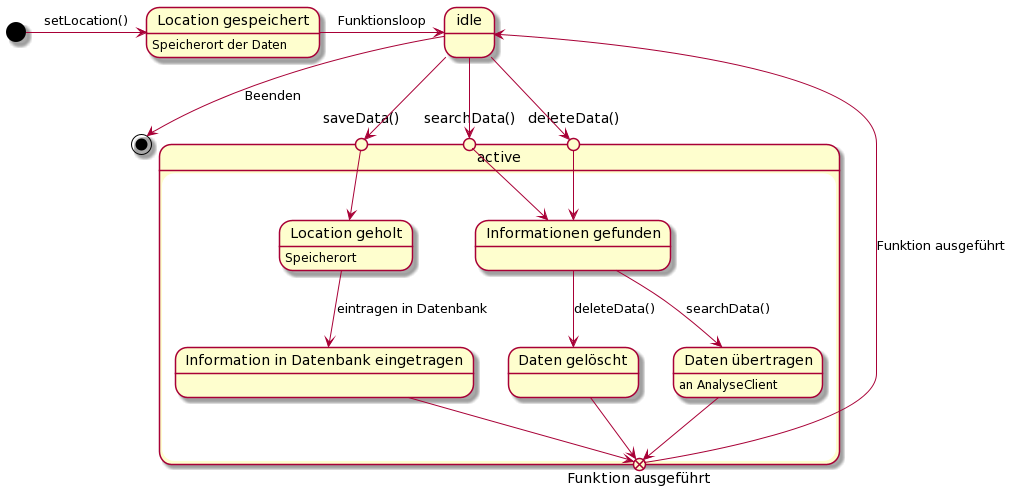 setLocation()
Location gespeichert
Speicherort der Daten
Funktionsloop
idle
Beenden
saveData()
searchData()
deleteData()
active
Location geholt
Speicherort
Informationen gefunden
Funktion ausgeführt
eintragen in Datenbank
deleteData()
searchData()
Information in Datenbank eingetragen
Daten gelöscht
Daten übertragen
an AnalyseClient
Funktion ausgeführt